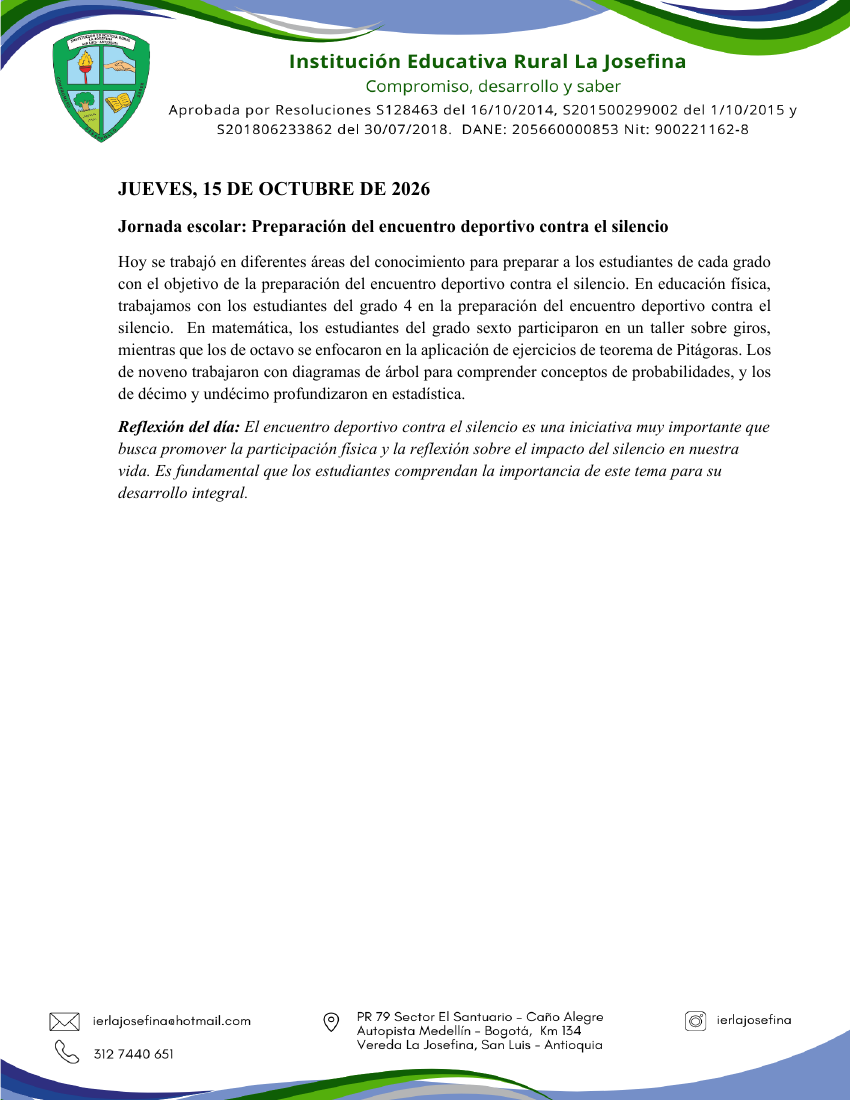 Institución Educativa Rural La Josefina
Compromiso, desarrollo y saber
Aprobada por Resoluciones S128463 del 16/10/2014, S201500299002 del 1/10/2015 y
S201806233862 del 30/07/2018. DANE: 205660000853 Nit: 900221162-8
JUEVES, 15 DE OCTUBRE DE 2026
Jornada escolar: Preparación del encuentro deportivo contra el silencio
Hoy se trabajó en diferentes áreas del conocimiento para preparar a los estudiantes de cada grado
con el objetivo de la preparación del encuentro deportivo contra el silencio. En educación física,
trabajamos con los estudiantes del grado 4 en la preparación del encuentro deportivo contra el
silencio. En matemática, los estudiantes del grado sexto participaron en un taller sobre giros,
mientras que los de octavo se enfocaron en la aplicación de ejercicios de teorema de Pitágoras. Los
de noveno trabajaron con diagramas de árbol para comprender conceptos de probabilidades, y los
de décimo y undécimo profundizaron en estadística.
Reflexión del día: El encuentro deportivo contra el silencio es una iniciativa muy importante que
busca promover la participación física y la reflexión sobre el impacto del silencio en nuestra
vida. Es fundamental que los estudiantes comprendan la importancia de este tema para su
desarrollo integral.
ierlajosefina@hotmail.com
312 7440 651
PR 79 Sector El Santuario - Caño Alegre
Autopista Medellín - Bogotá, Km 134
Vereda La Josefina, San Luis - Antioquia
ierlajosefina